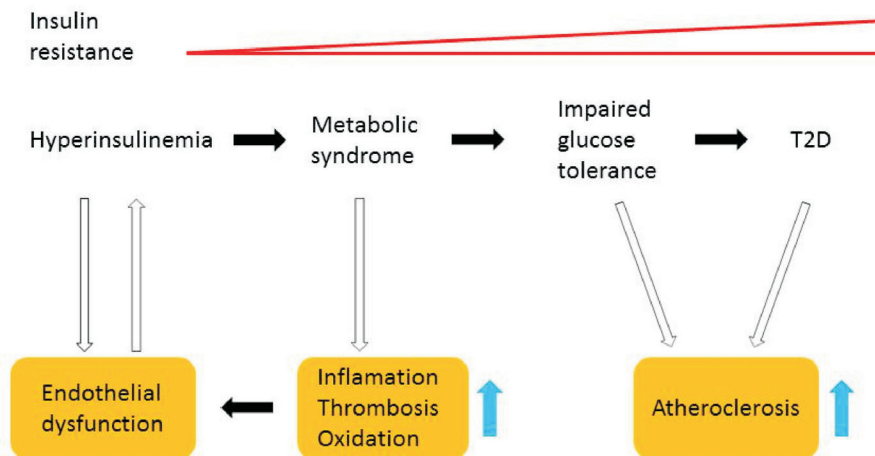 Insulin
resistance
Hyperinsulinemia
Metabolic
syndrome
Impaired
glucose
tolerance
T2D
Endothelial
dysfunction
Inflamation
Thrombosis
Oxidation
Atheroclerosis